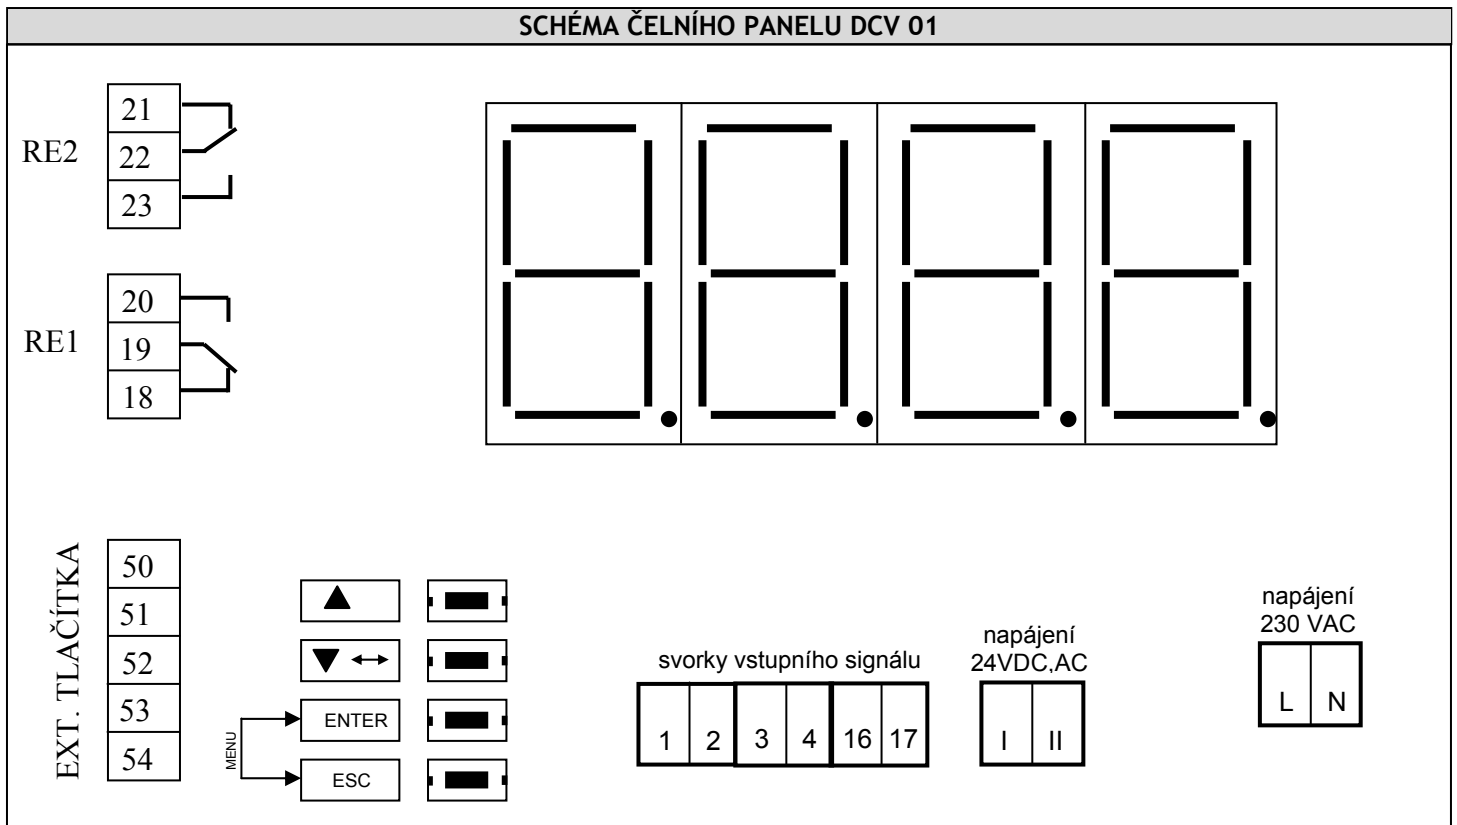 SCHÉMA ČELNÍHO PANELU DCV 01
RE2
21
22
23
RE1
20
19
18
EXT. TLAČÍTKA
50
51
52
53
54
MENU
ENTER
ESC
svorky vstupního signálu
1 2 3 4 16 17
napájení
24VDC,AC
I II
napájení
230 VAC
L N